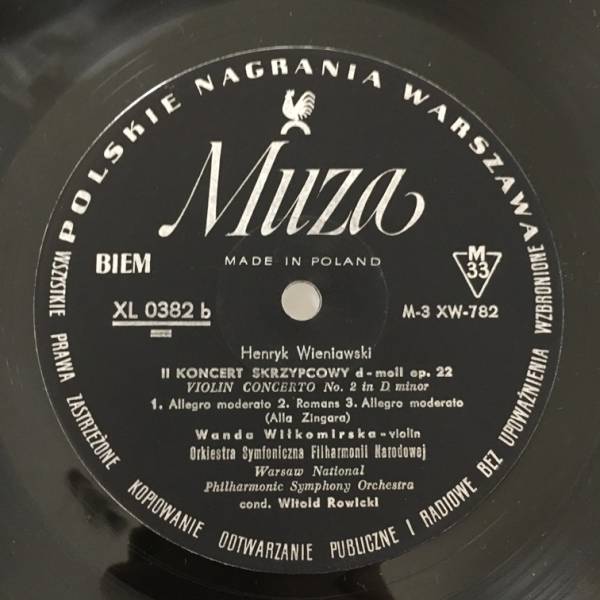 POLSKIE NAGRANIA WARSZAWA
Muza
BIEM
MADE IN POLAND
M 33
XL 0382 b
M-3 XW-782
Henryk Wieniawski
II KONCERT SKRZYPCOWY d-moll op. 22
VIOLIN CONCERTO No. 2 in D minor
1. Allegro moderato 2. Romans 3. Allegro moderato
(Alla Zingara)
Wanda Wiłkomirska - violin
Orkiestra Symfoniczna Filharmonii Narodowej
Warsaw National
Philharmonic Symphony Orchestra
cond. Witold Rowicki
WSZYSTKIE PRAWA ZASTRZEŻONE KOPIOWANIE ODTWARZANIE PUBLICZNE I RADIOWE BEZ UPOWAŻNIENIA WZBRONIONE